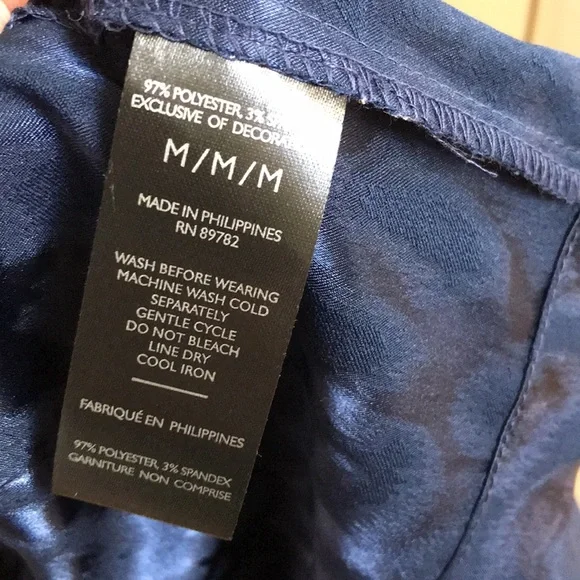 97% POLYESTER, 3%
EXCLUSIVE OF
M/M/M
MADE IN PHILIPPINES
RN 89782
WASH BEFORE WEARING
MACHINE WASH COLD
SEPARATELY
GENTLE CYCLE
DO NOT BLEACH
LINE DRY
COOL IRON
FABRIQUÉ EN PHILIPPINES
97% POLYESTER, 3% SPANDEX
GARNITURE NON COMPRISE